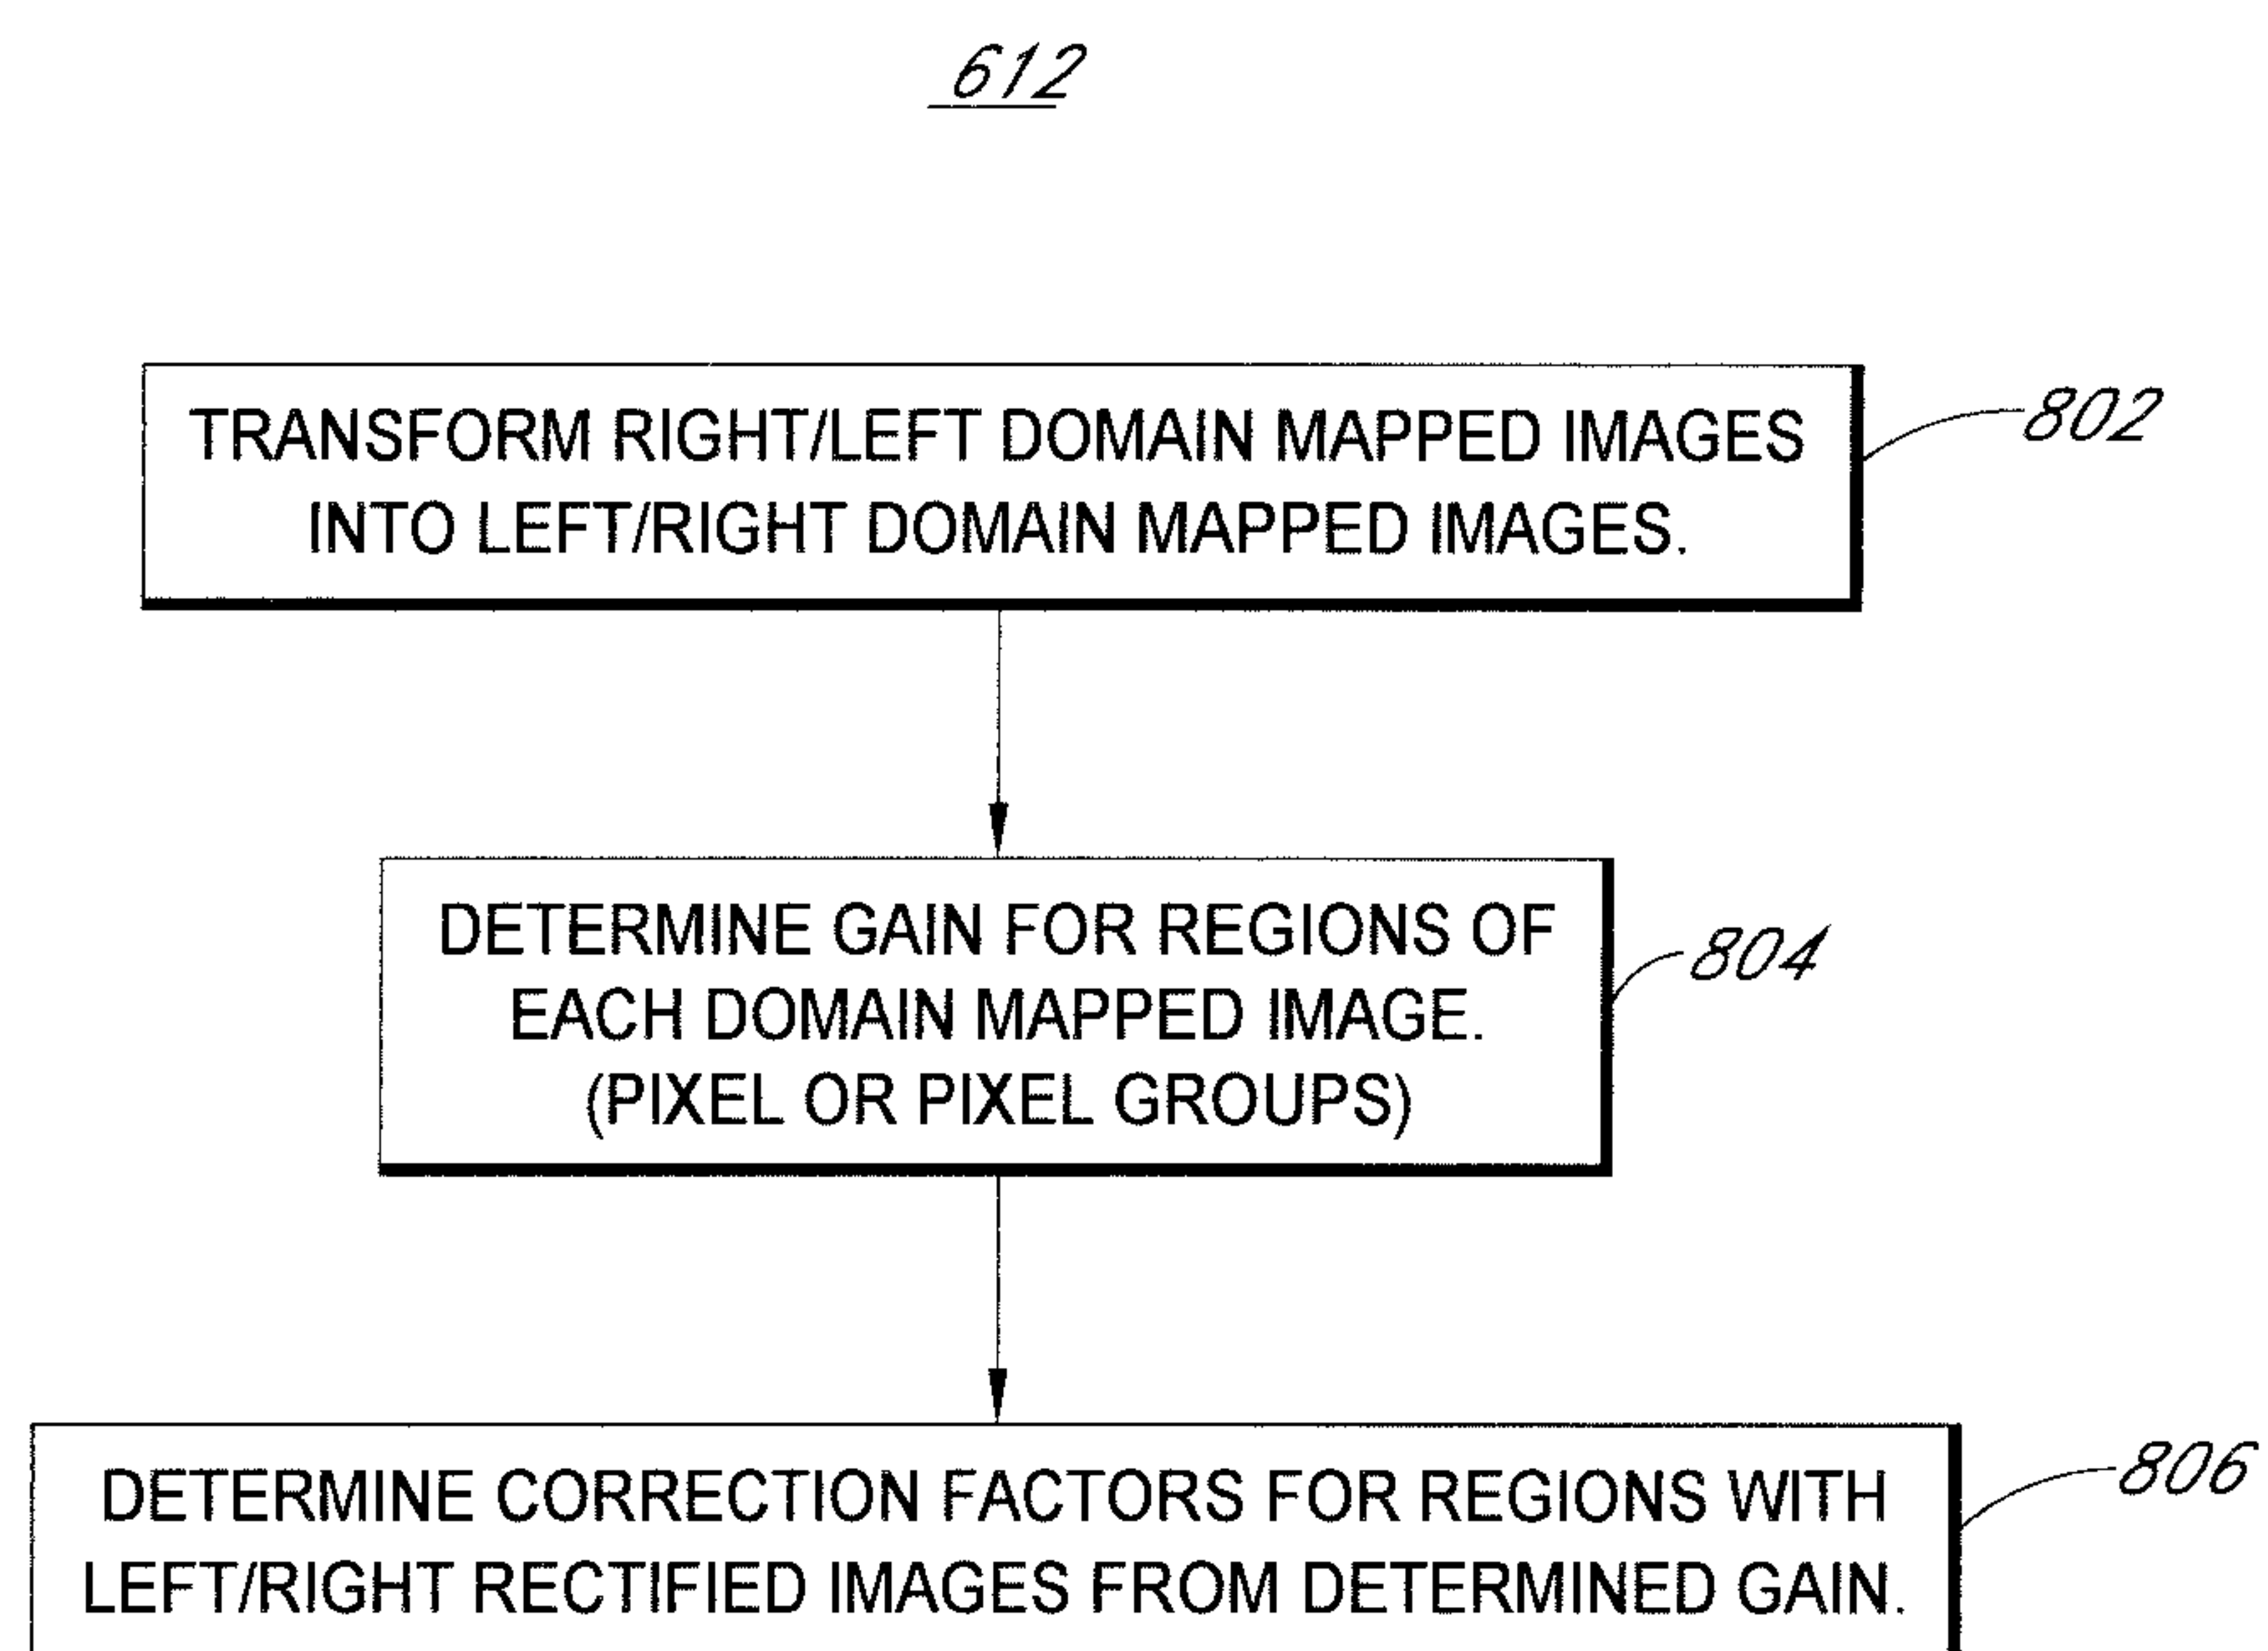 612
TRANSFORM RIGHT/LEFT DOMAIN MAPPED IMAGES
INTO LEFT/RIGHT DOMAIN MAPPED IMAGES.
802
DETERMINE GAIN FOR REGIONS OF
EACH DOMAIN MAPPED IMAGE.
(PIXEL OR PIXEL GROUPS)
804
DETERMINE CORRECTION FACTORS FOR REGIONS WITH
LEFT/RIGHT RECTIFIED IMAGES FROM DETERMINED GAIN.
806